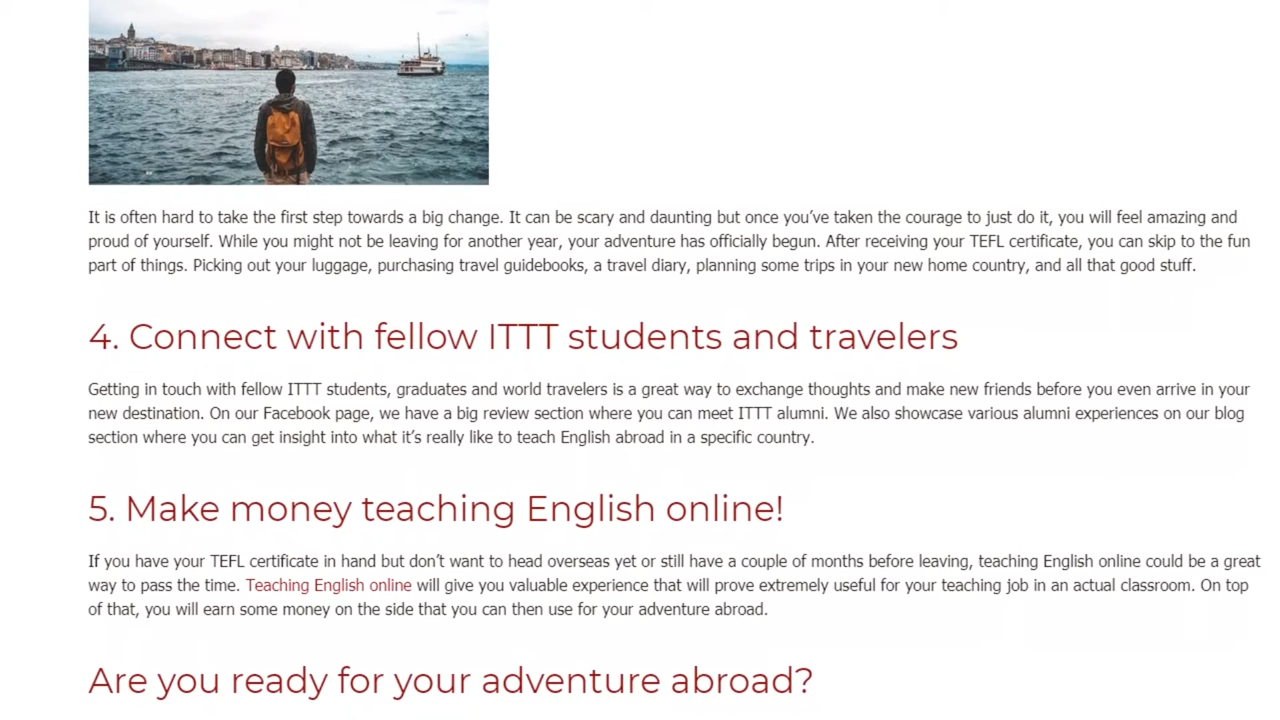 It is often hard to take the first step towards a big change. It can be scary and daunting but once you’ve taken the courage to just do it, you will feel amazing and
proud of yourself. While you might not be leaving for another year, your adventure has officially begun. After receiving your TEFL certificate, you can skip to the fun
part of things. Picking out your luggage, purchasing travel guidebooks, a travel diary, planning some trips in your new home country, and all that good stuff.
4. Connect with fellow ITTT students and travelers
Getting in touch with fellow ITTT students, graduates and world travelers is a great way to exchange thoughts and make new friends before you even arrive in your
new destination. On our Facebook page, we have a big review section where you can meet ITTT alumni. We also showcase various alumni experiences on our blog
section where you can get insight into what it’s really like to teach English abroad in a specific country.
5. Make money teaching English online!
If you have your TEFL certificate in hand but don’t want to head overseas yet or still have a couple of months before leaving, teaching English online could be a great
way to pass the time. Teaching English online will give you valuable experience that will prove extremely useful for your teaching job in an actual classroom. On top
of that, you will earn some money on the side that you can then use for your adventure abroad.
Are you ready for your adventure abroad?